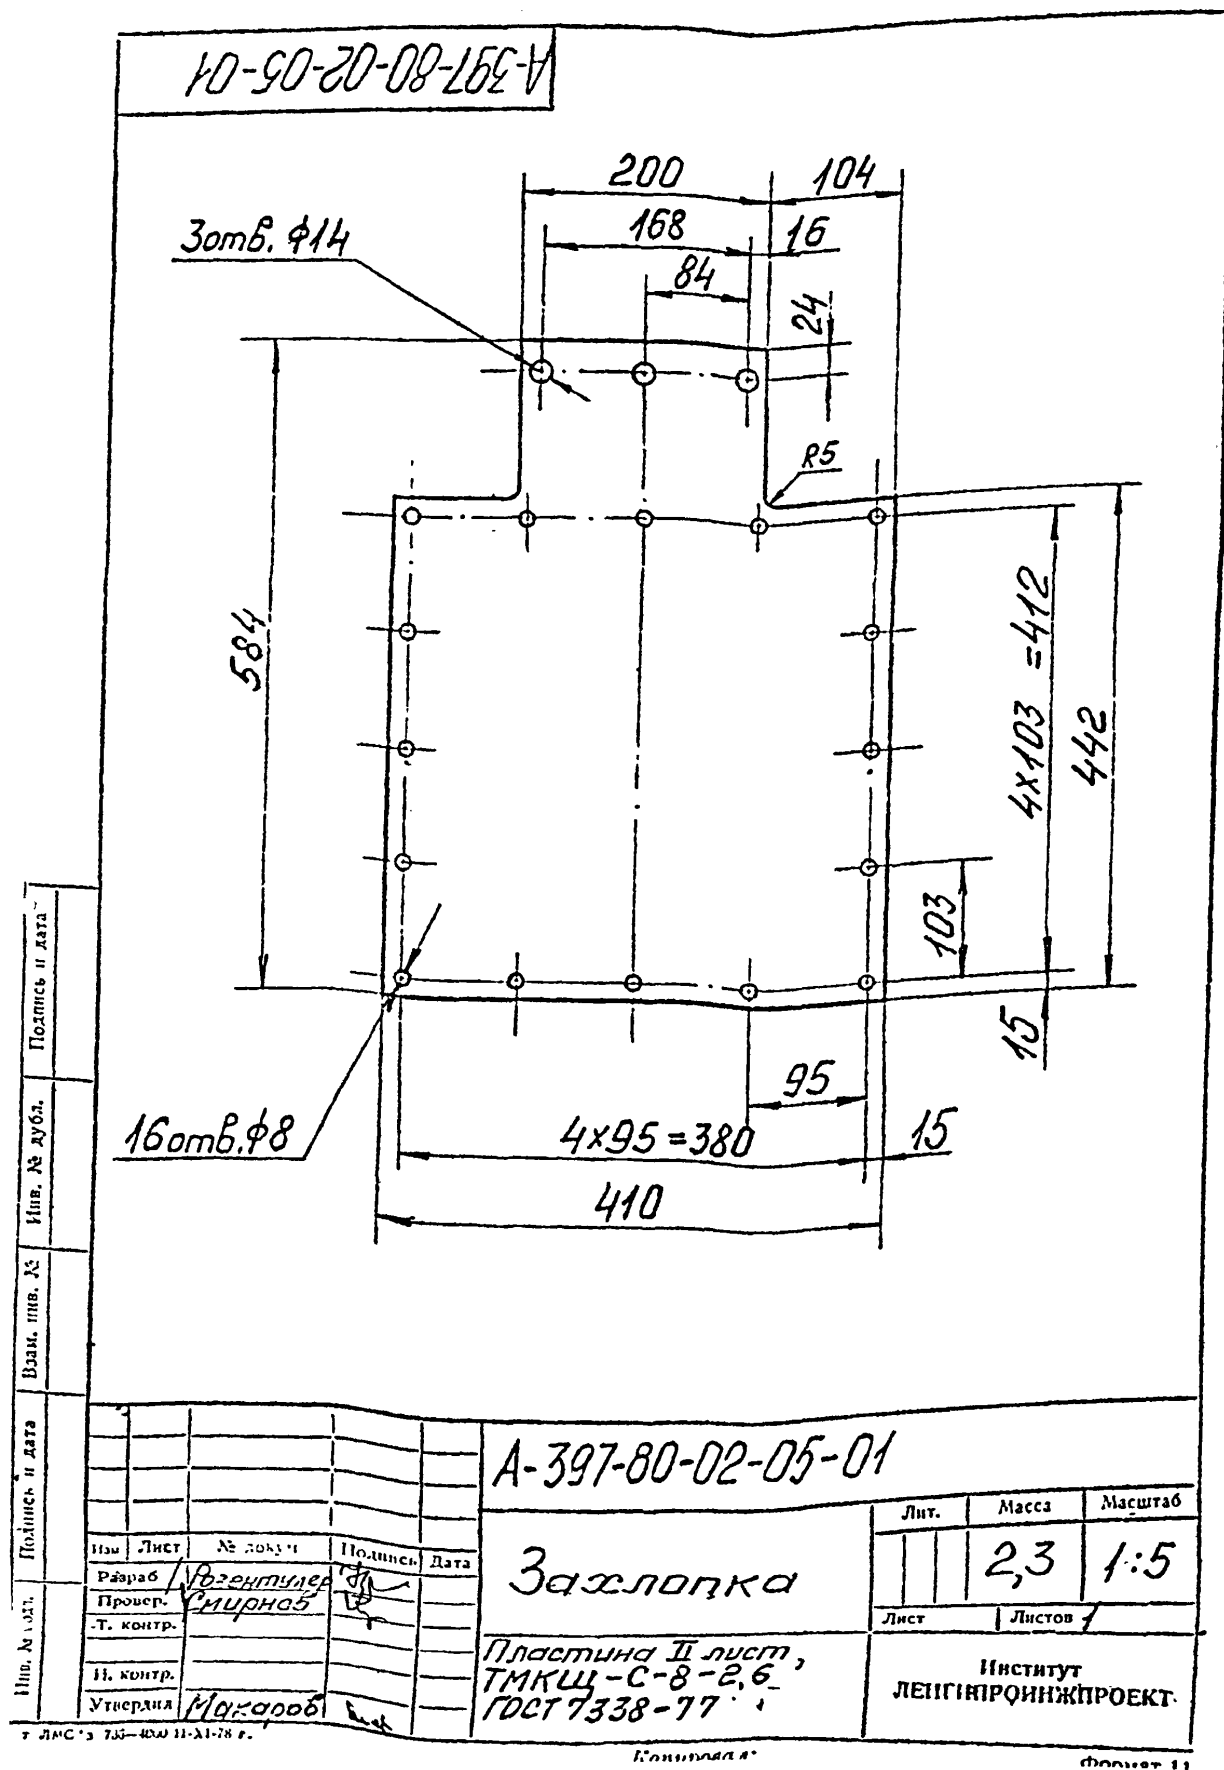 А-397-80-02-05-01
200
104
3отв. ф14
168
16
84
24
R5
584
4х103 =412
442
103
15
95
16отв.ф8
4х95=380
15
410
Подпись и дата
Инв. № дубл.
Взам. инв. №
Подпись и дата
Инв. № подл.
А-397-80-02-05-01
Лит. Масса Масштаб
Изм Лист № докум Подпись Дата
Захлопка
2,3 1:5
Разраб Розентулер
Провер. Смирнов
Т. контр.
Лист Листов 1
Пластина II лист,
ТМКЩ-С-8-2,6
ГОСТ 7338-77
Н. контр.
Утвердил Макаров
Институт
ЛЕНГИПРОИНЖПРОЕКТ
Копировал
Формат 11